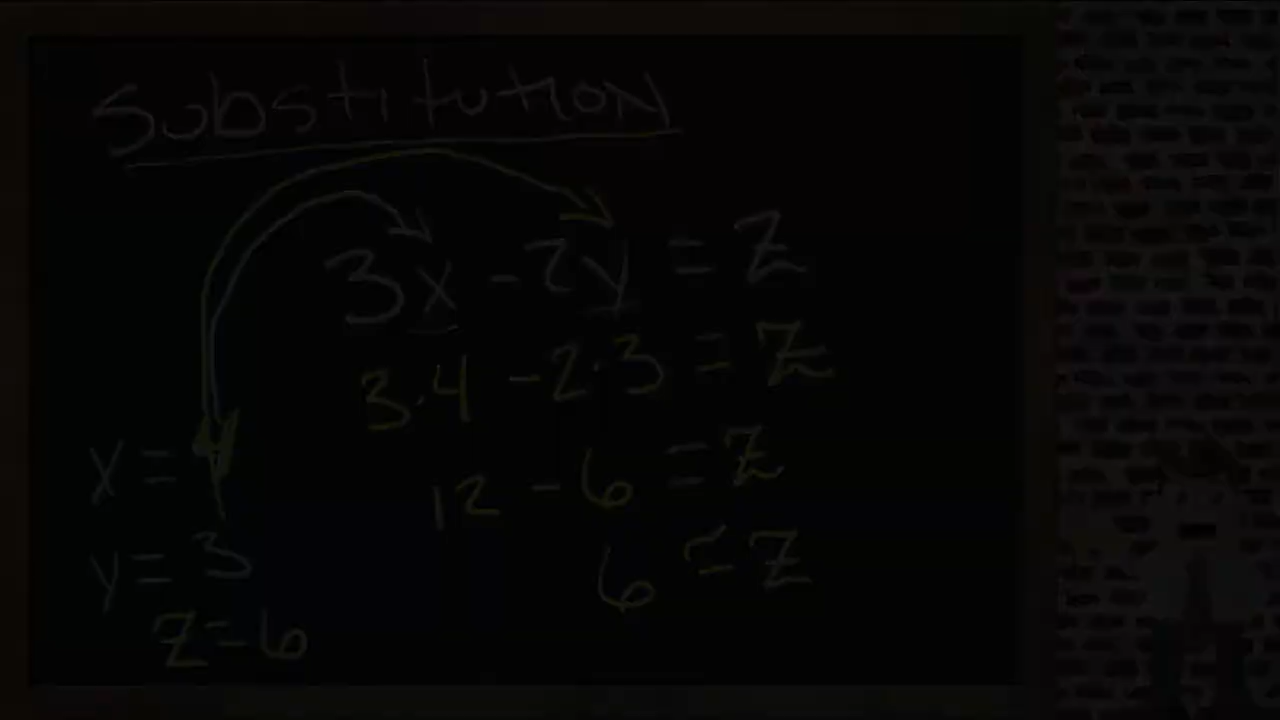 Substitution
3x - 2y = z
3·4 - 2·3 = z
12 - 6 = z
6 = z
x = 4
y = 3
z = 6